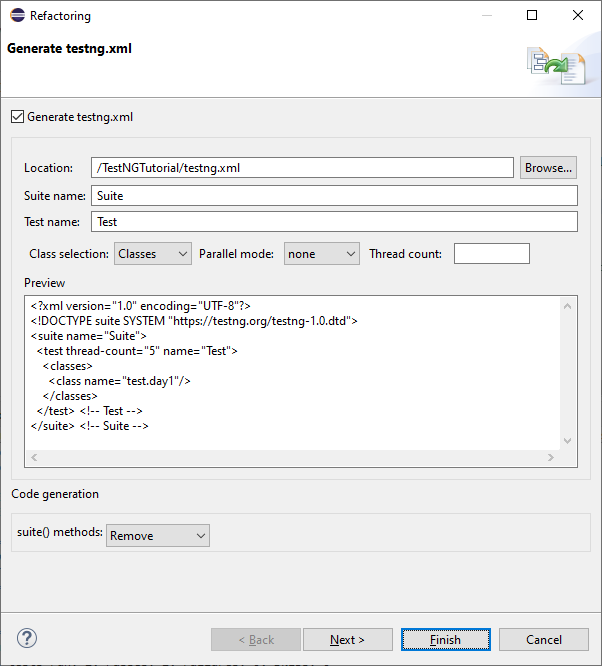 Refactoring
Generate testng.xml
Generate testng.xml
Location: /TestNGTutorial/testng.xml Browse...
Suite name: Suite
Test name: Test
Class selection: Classes Parallel mode: none Thread count:
Preview
<?xml version="1.0" encoding="UTF-8"?>
<!DOCTYPE suite SYSTEM "https://testng.org/testng-1.0.dtd">
<suite name="Suite">
  <test thread-count="5" name="Test">
    <classes>
      <class name="test.day1"/>
    </classes>
  </test> <!-- Test -->
</suite> <!-- Suite -->
Code generation
suite() methods: Remove
? < Back Next > Finish Cancel